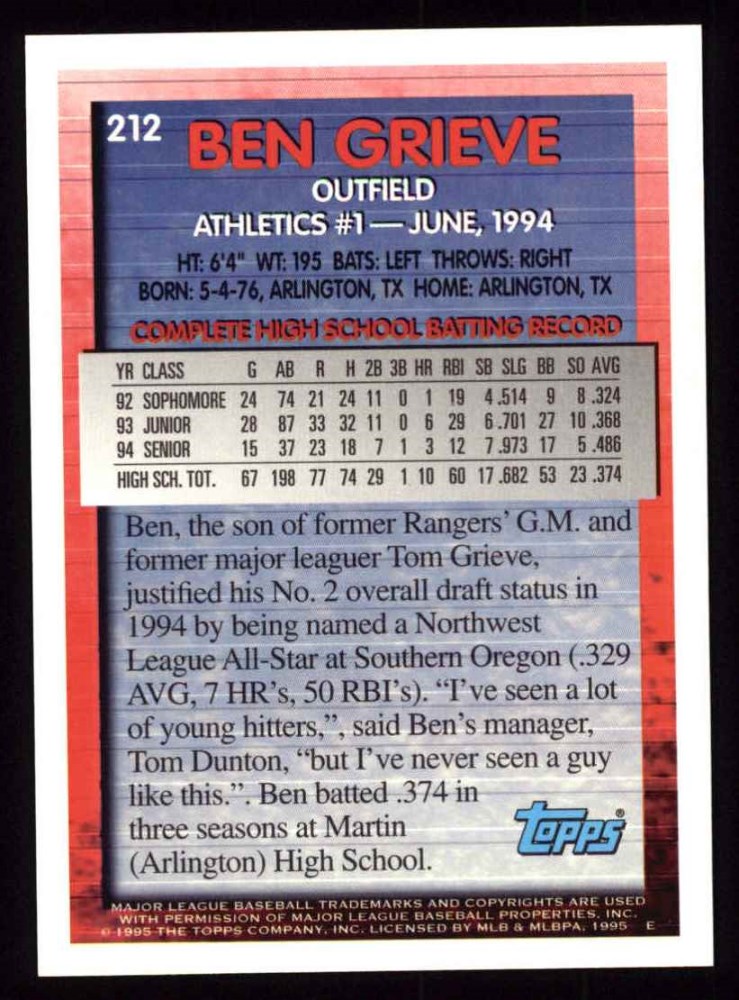 212
BEN GRIEVE
OUTFIELD
ATHLETICS #1 — JUNE, 1994
HT: 6'4" WT: 195 BATS: LEFT THROWS: RIGHT
BORN: 5-4-76, ARLINGTON, TX HOME: ARLINGTON, TX
COMPLETE HIGH SCHOOL BATTING RECORD
YR CLASS G AB R H 2B 3B HR RBI SB SLG BB SO AVG
92 SOPHOMORE 24 74 21 24 11 0 1 19 4 .514 9 8 .324
93 JUNIOR 28 87 33 32 11 0 6 29 6 .701 27 10 .368
94 SENIOR 15 37 23 18 7 1 3 12 7 .973 17 5 .486
HIGH SCH. TOT. 67 198 77 74 29 1 10 60 17 .682 53 23 .374
Ben, the son of former Rangers' G.M. and
former major leaguer Tom Grieve,
justified his No. 2 overall draft status in
1994 by being named a Northwest
League All-Star at Southern Oregon (.329
AVG, 7 HR's, 50 RBI's). “I've seen a lot
of young hitters,”, said Ben's manager,
Tom Dunton, “but I've never seen a guy
like this.”. Ben batted .374 in
three seasons at Martin
(Arlington) High School.
TOPPS®
MAJOR LEAGUE BASEBALL TRADEMARKS AND COPYRIGHTS ARE USED
WITH PERMISSION OF MAJOR LEAGUE BASEBALL PROPERTIES, INC.
© 1995 THE TOPPS COMPANY, INC. LICENSED BY MLB & MLBPA, 1995 E